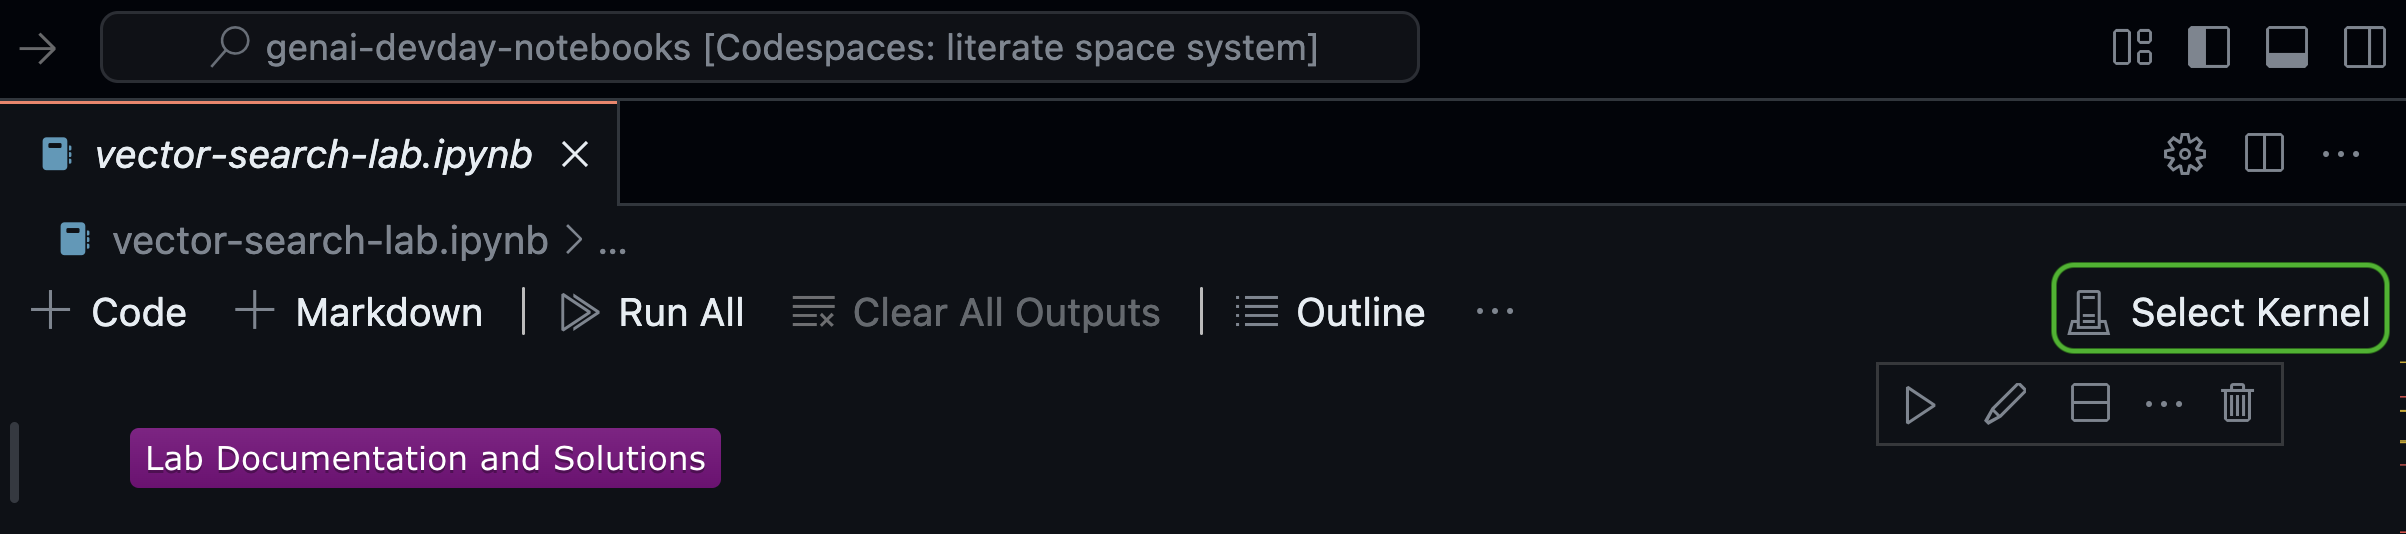 genai-devday-notebooks [Codespaces: literate space system]
vector-search-lab.ipynb
vector-search-lab.ipynb > ...
Code Markdown Run All Clear All Outputs Outline ... Select Kernel
Lab Documentation and Solutions